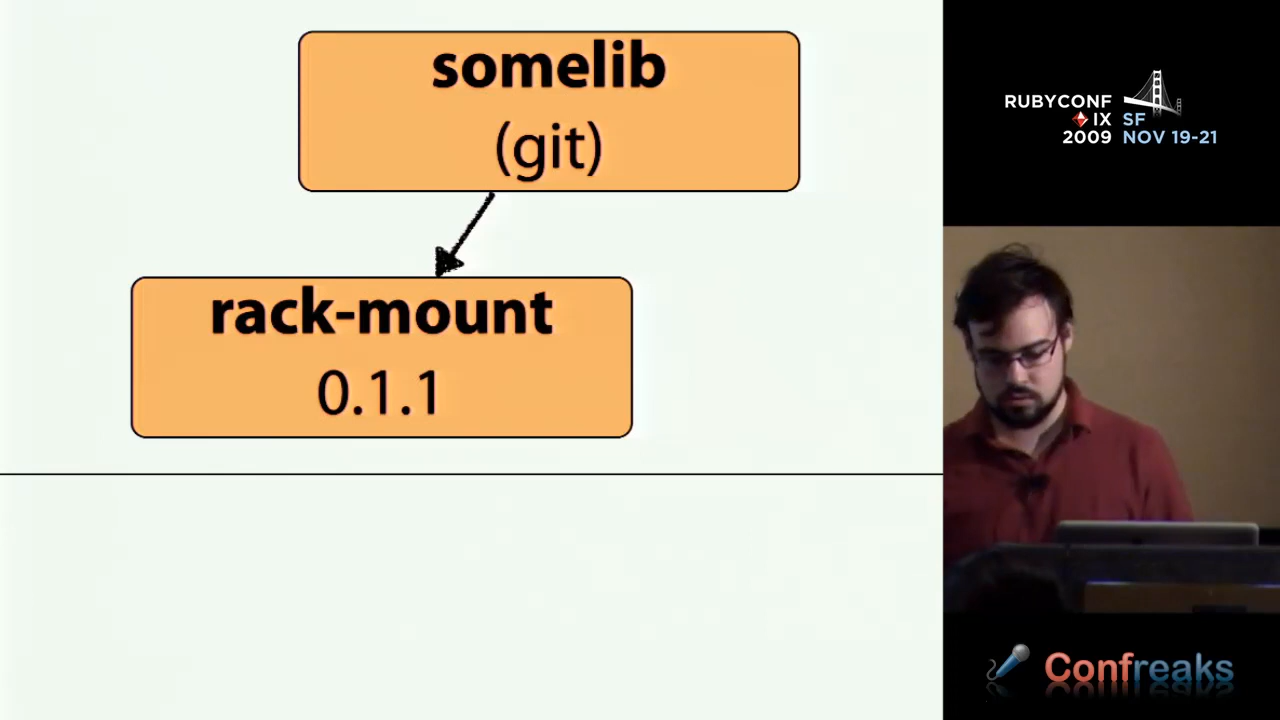 somelib
(git)
rack-mount
0.1.1
RUBYCONF
IX
2009
SF
NOV 19-21
Confreaks